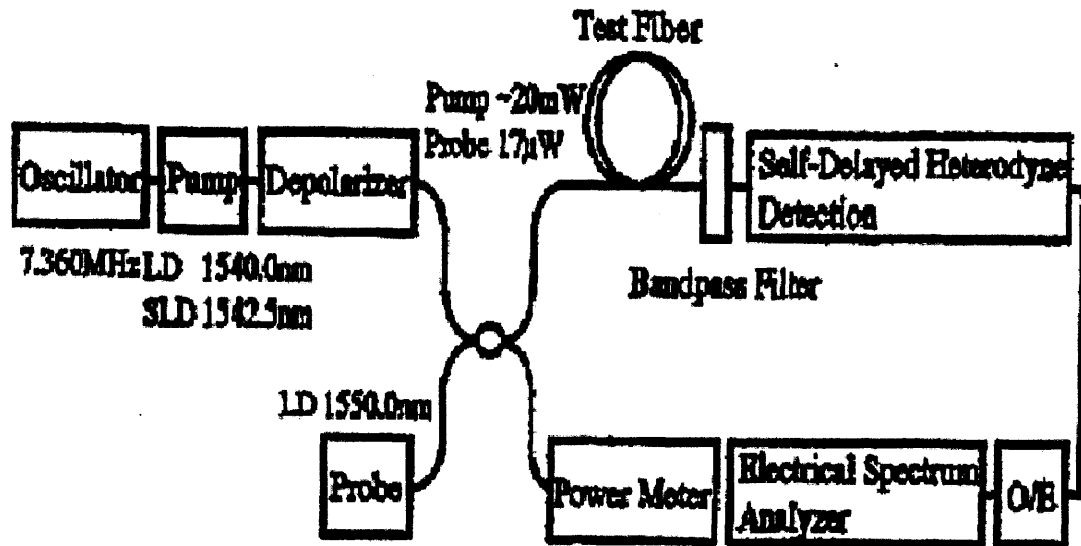 Test Fiber
Pump ~20mW
Probe 17μW
Oscillator
Pump
Depolarizer
Self-Delayed Heterodyne
Detection
7.360MHz
LD 1540.0nm
SLD 1542.5nm
Bandpass Filter
LD 1550.0nm
Probe
Power Meter
Electrical Spectrum
Analyzer
O/E